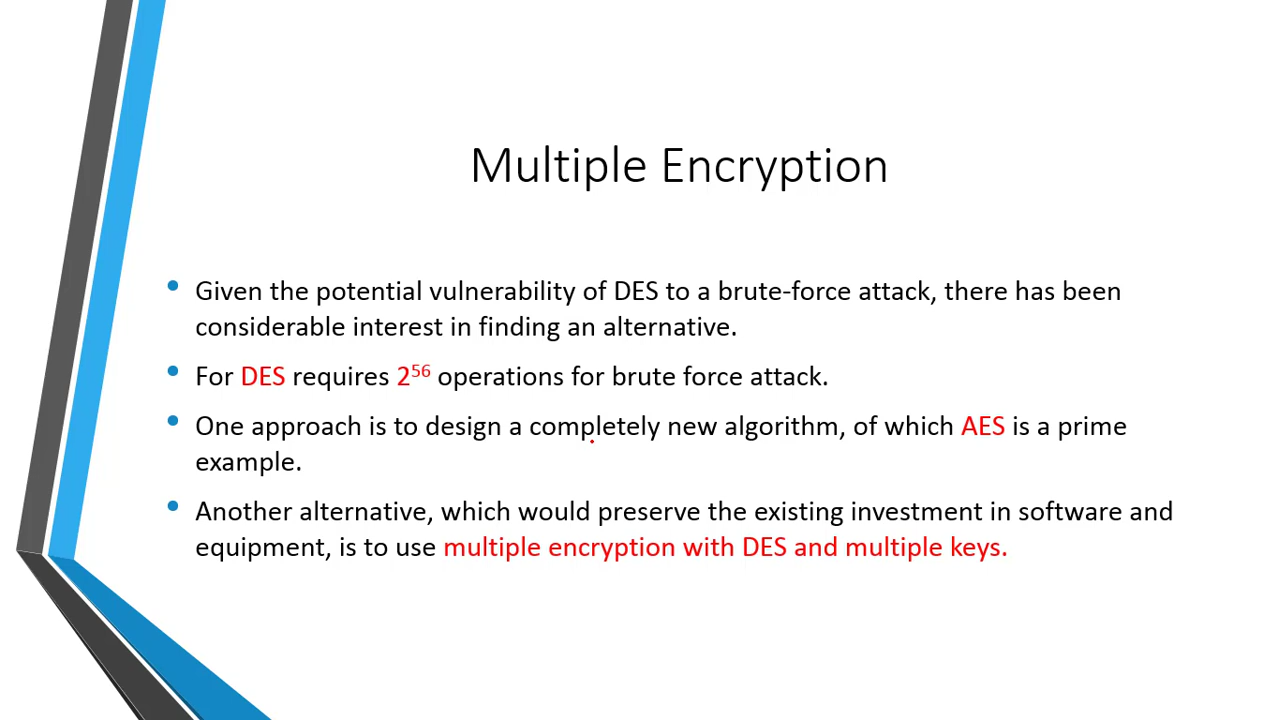 Multiple Encryption
• Given the potential vulnerability of DES to a brute-force attack, there has been
considerable interest in finding an alternative.
• For DES requires 2⁵⁶ operations for brute force attack.
• One approach is to design a completely new algorithm, of which AES is a prime
example.
• Another alternative, which would preserve the existing investment in software and
equipment, is to use multiple encryption with DES and multiple keys.